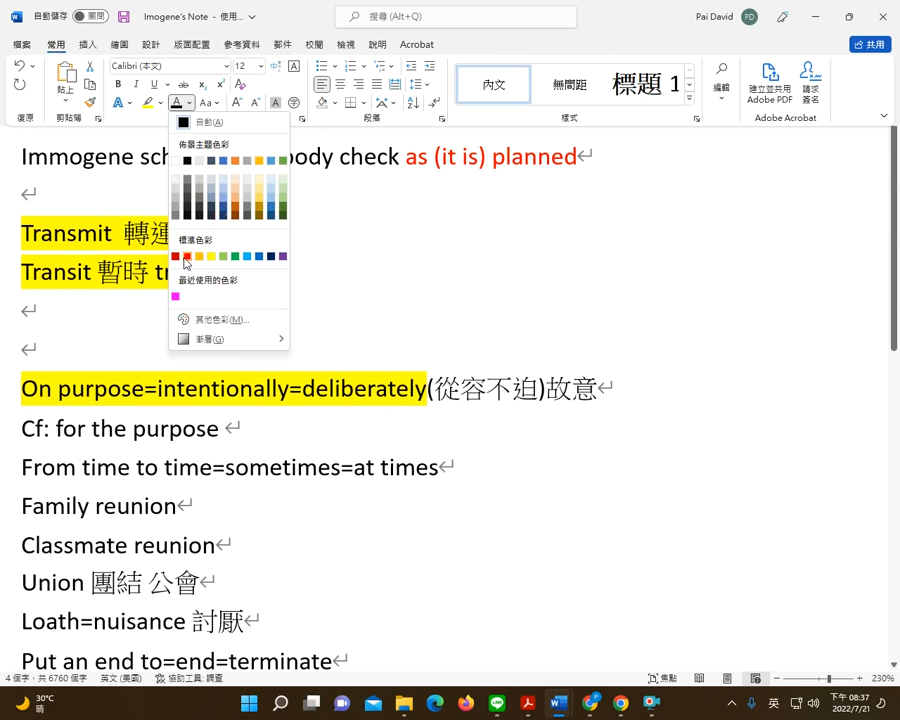 自動儲存 關閉 Imogene's Note - 使用... 搜尋 (Alt+Q) Pai David PD
檔案 常用 插入 繪圖 設計 版面配置 參考資料 郵件 校閱 檢視 說明 Acrobat 共用
貼上 Calibri (本文) 12 內文 無間距 標題 1 編輯 建立並共用 Adobe PDF 請求簽名
復原 剪貼簿 段落 樣式 Adobe Acrobat
自動(A)
佈景主題色彩
標準色彩
最近使用的色彩
其他色彩(M)...
漸層(G)
Immogene sch body check as (it is) planned
Transmit 轉運
Transit 暫時 tr
On purpose=intentionally=deliberately(從容不迫)故意
Cf: for the purpose
From time to time=sometimes=at times
Family reunion
Classmate reunion
Union 團結 公會
Loath=nuisance 討厭
Put an end to=end=terminate
4 個字，共 6760 個字 英文 (美國) 協助工具: 調查 焦點 230%
30°C
晴
英 下午 08:37
2022/7/21